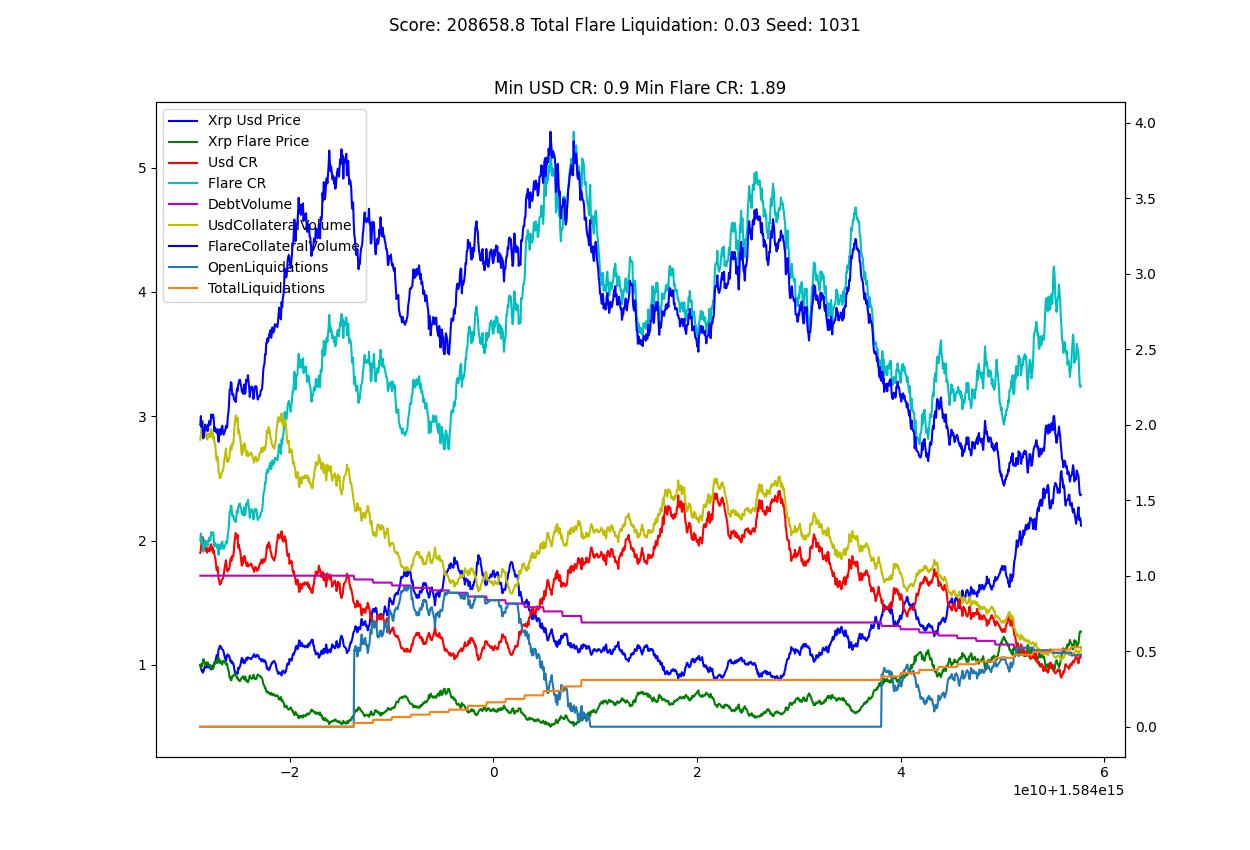 Score: 208658.8 Total Flare Liquidation: 0.03 Seed: 1031
Min USD CR: 0.9 Min Flare CR: 1.89
Xrp Usd Price
Xrp Flare Price
Usd CR
Flare CR
DebtVolume
UsdCollateralVolume
FlareCollateralVolume
OpenLiquidations
TotalLiquidations
5
4
3
2
1
4.0
3.5
3.0
2.5
2.0
1.5
1.0
0.5
0.0
−2
0
2
4
6
1e10+1.584e15